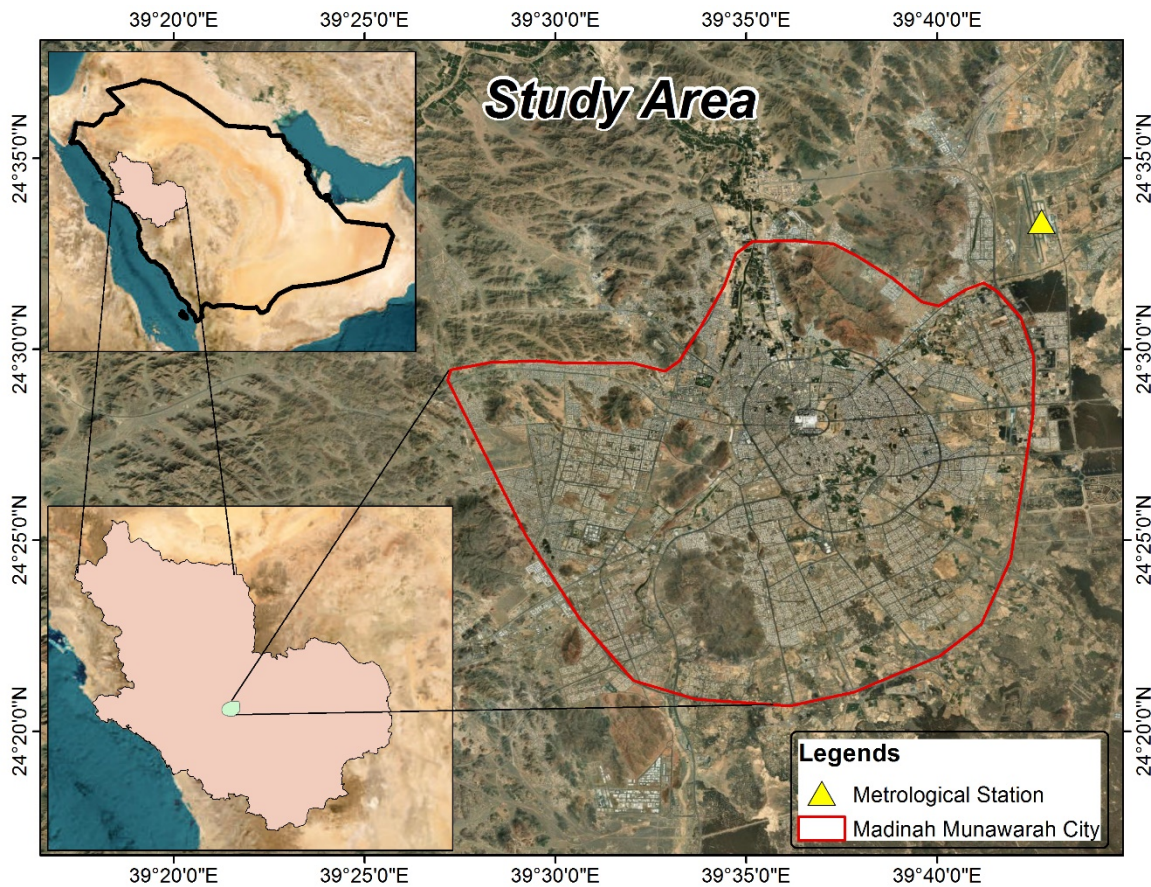 39°20'0"E 39°25'0"E 39°30'0"E 39°35'0"E 39°40'0"E
Study Area
24°35'0"N 24°35'0"N
24°30'0"N 24°30'0"N
24°25'0"N 24°25'0"N
24°20'0"N 24°20'0"N
Legends
Metrological Station
Madinah Munawarah City
39°20'0"E 39°25'0"E 39°30'0"E 39°35'0"E 39°40'0"E